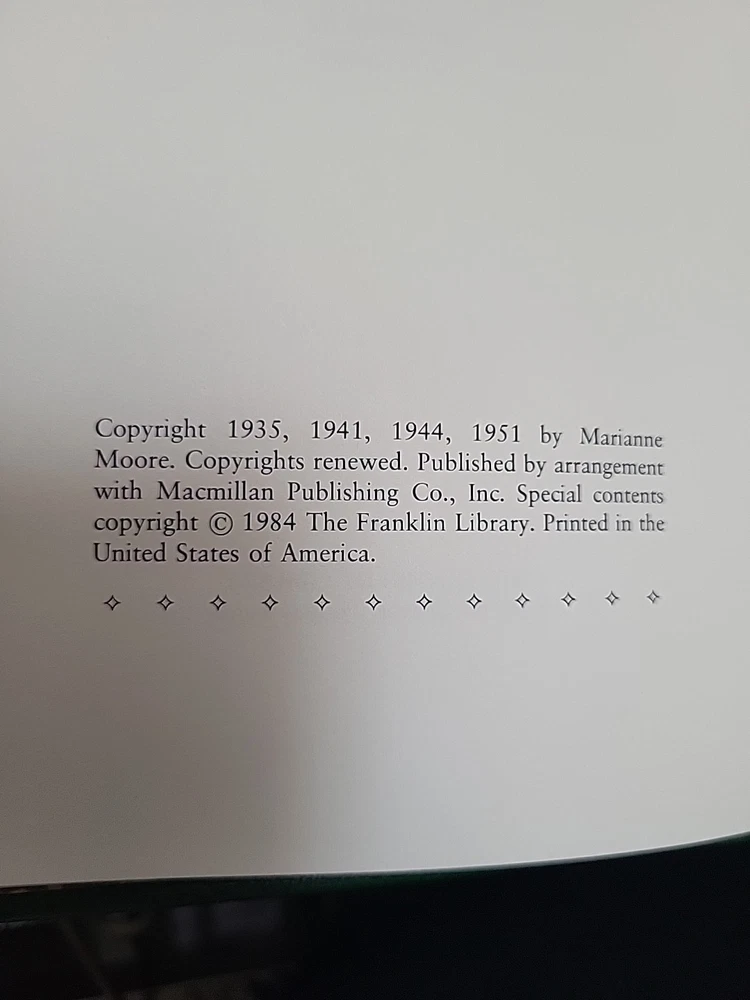 Copyright 1935, 1941, 1944, 1951 by Marianne
Moore. Copyrights renewed. Published by arrangement
with Macmillan Publishing Co., Inc. Special contents
copyright © 1984 The Franklin Library. Printed in the
United States of America.